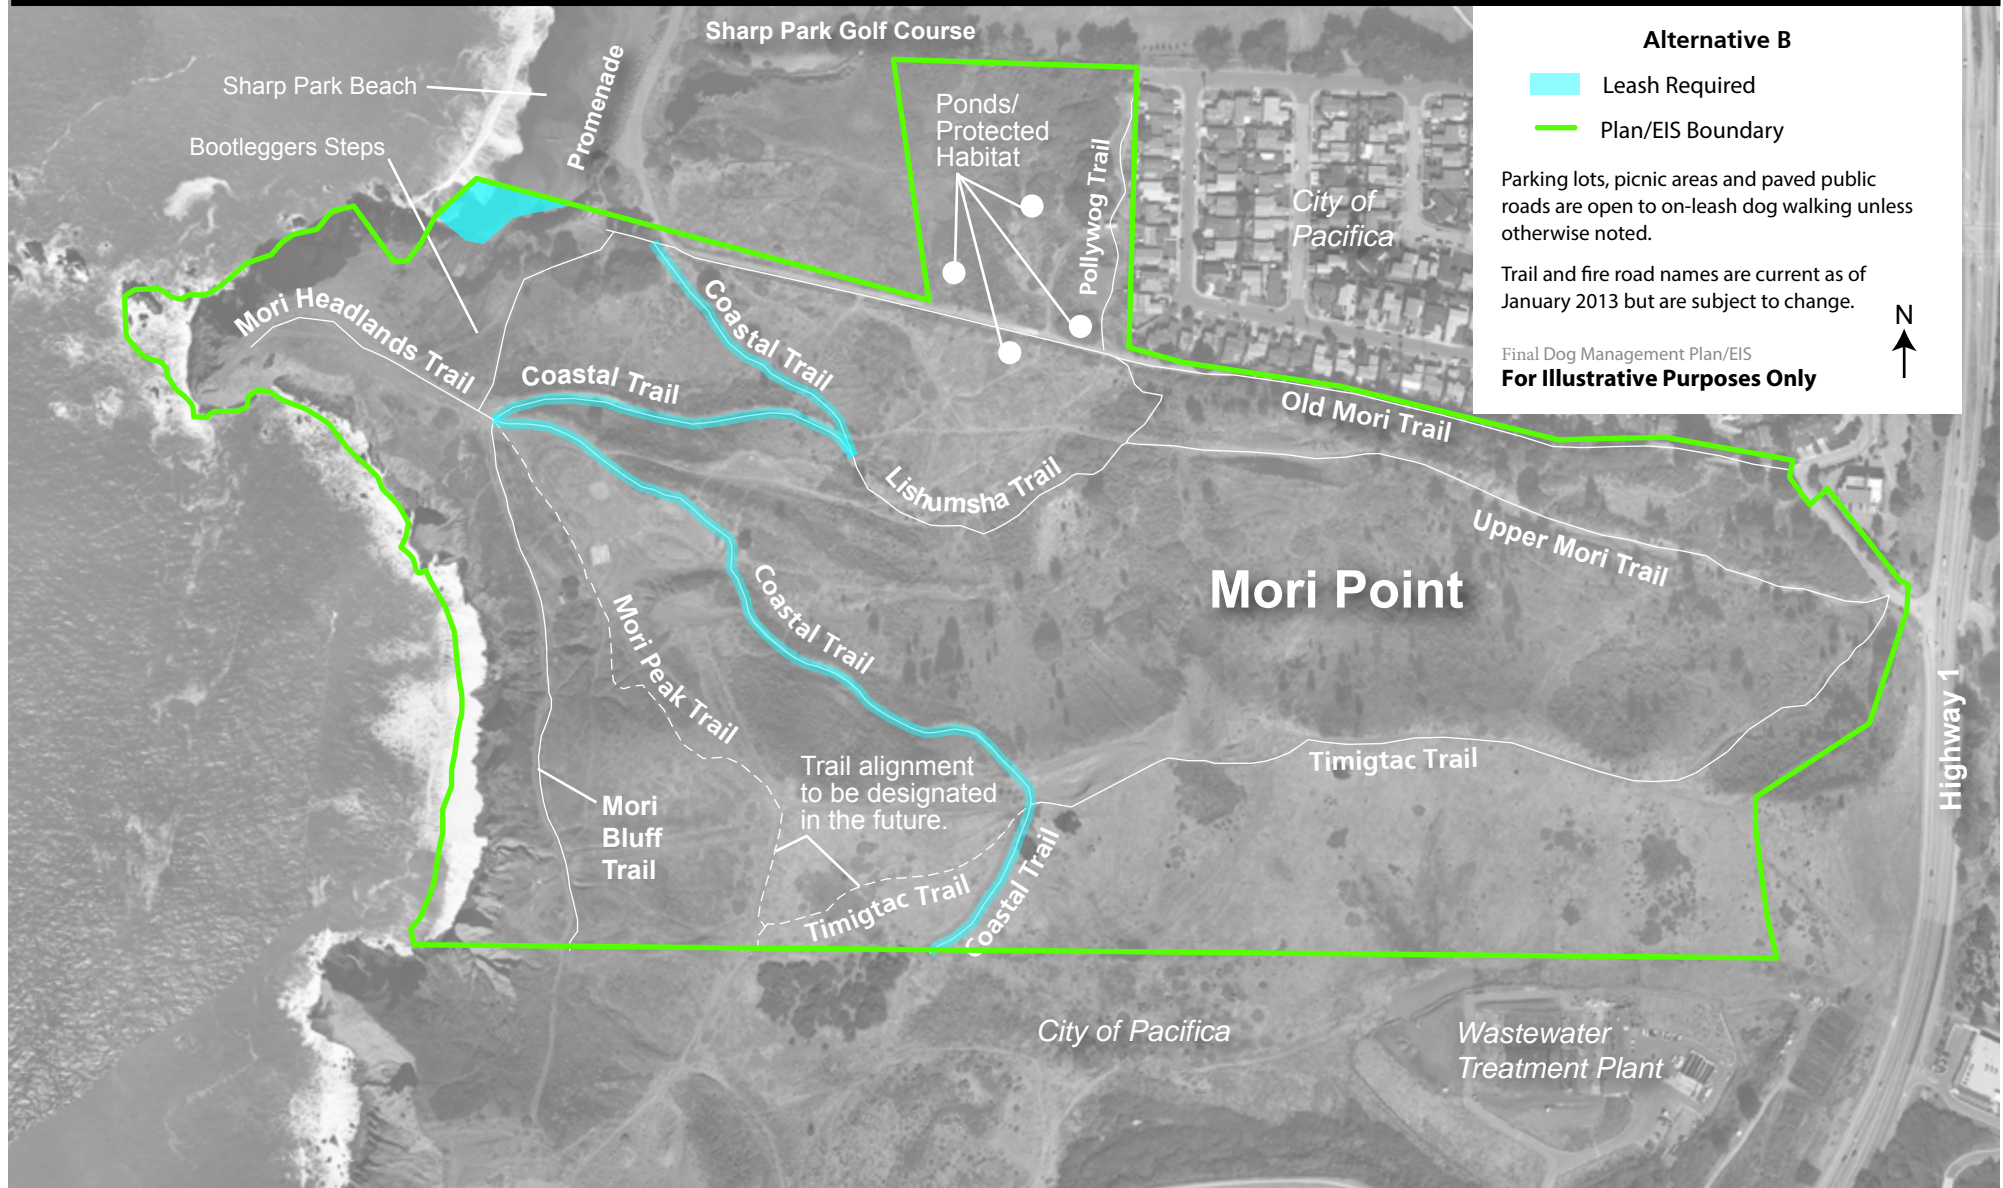 Sharp Park Golf Course
Sharp Park Beach
Promenade
Bootleggers Steps
Ponds/
Protected
Habitat
Pollywog Trail
City of
Pacifica
Alternative B
Leash Required
Plan/EIS Boundary
Parking lots, picnic areas and paved public
roads are open to on-leash dog walking unless
otherwise noted.
Trail and fire road names are current as of
January 2013 but are subject to change.
Final Dog Management Plan/EIS
For Illustrative Purposes Only
N
Mori Headlands Trail
Coastal Trail
Coastal Trail
Old Mori Trail
Lishumsha Trail
Upper Mori Trail
Mori Point
Coastal Trail
Mori Peak Trail
Highway 1
Timigtac Trail
Trail alignment
to be designated
in the future.
Mori
Bluff
Trail
Timigtac Trail
Coastal Trail
City of Pacifica
Wastewater
Treatment Plant